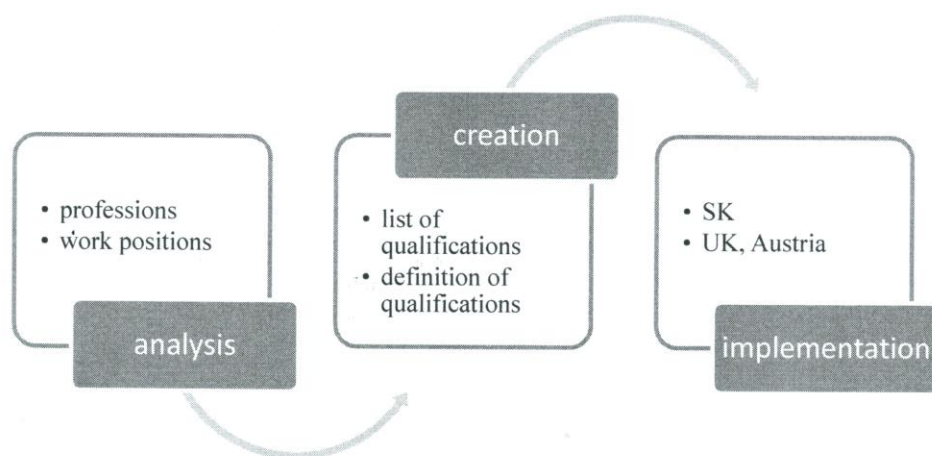 • professions
• work positions
analysis
creation
• list of
qualifications
• definition of
qualifications
• SK
• UK, Austria
implementation